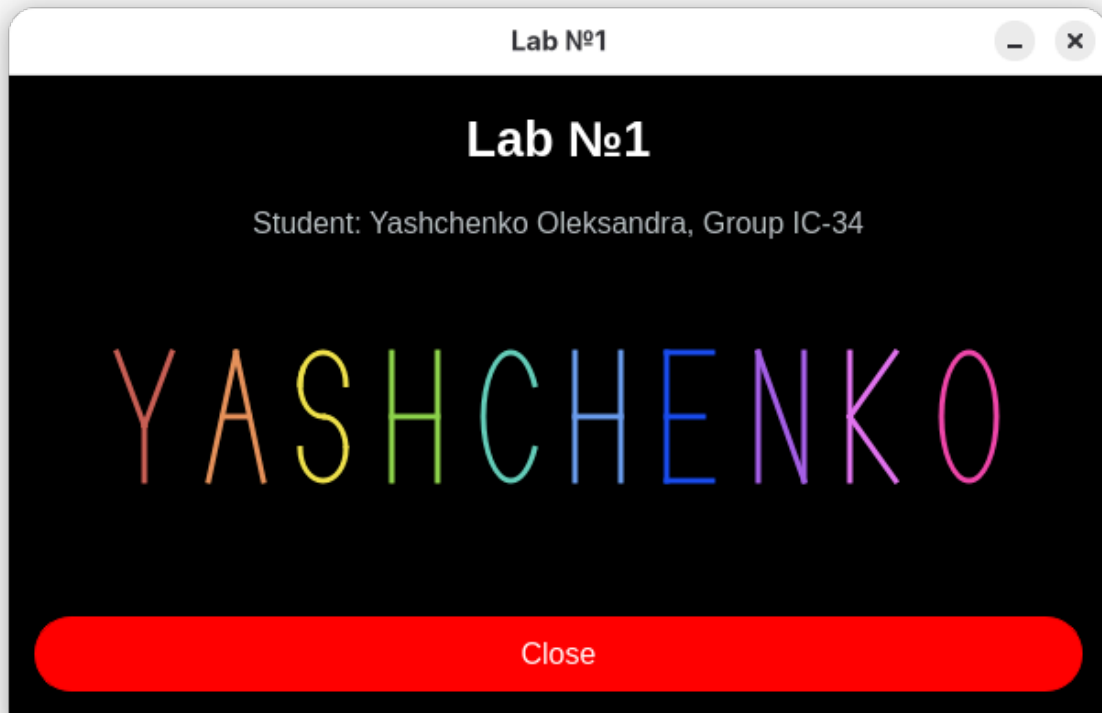 Lab №1
Lab №1
Student: Yashchenko Oleksandra, Group IC-34
YASHCHENKO
Close